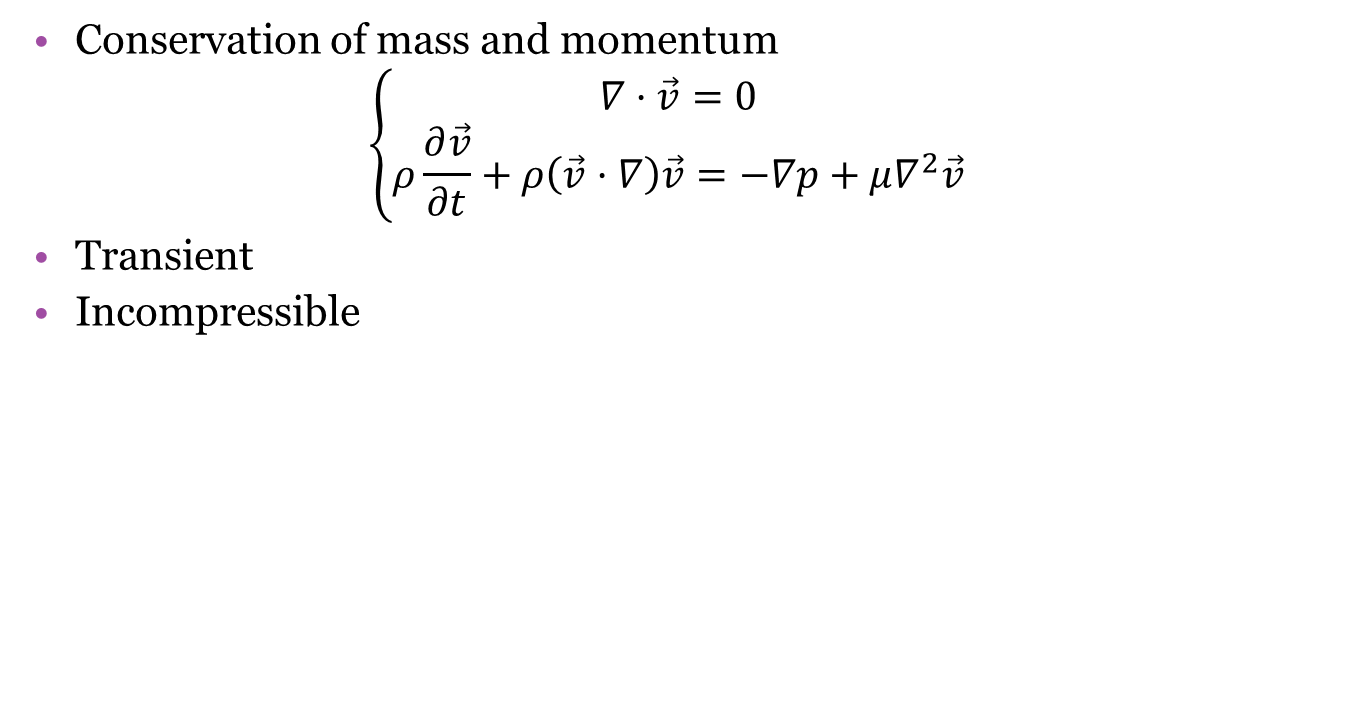 • Conservation of mass and momentum
∇ · v⃗ = 0
ρ ∂v⃗/∂t + ρ(v⃗ · ∇)v⃗ = −∇p + μ∇²v⃗
• Transient
• Incompressible